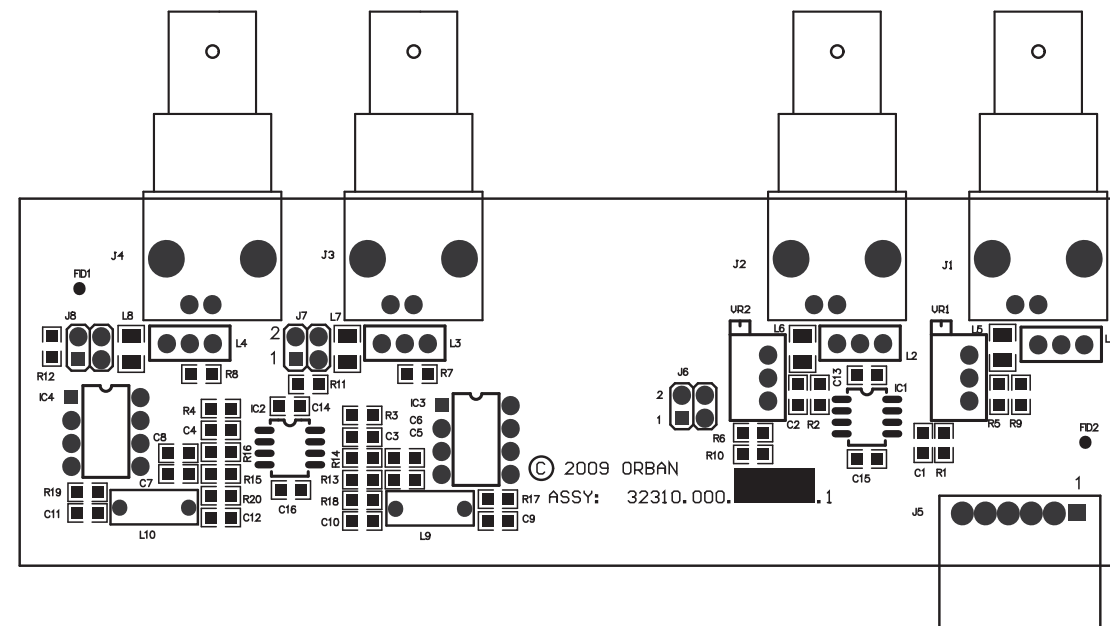 J4
J3
J2
J1
FID1
J8
L8
J7
L7
2
1
L4
L3
R12
R8
R11
R7
VR2
L6
L2
VR1
L5
L
J6
2
1
C13
IC1
IC4
R4
C4
IC2
C14
R3
C6
C3
C5
IC3
C2
R2
R5
R9
FID2
C8
C7
R16
R15
R14
R13
R6
R10
C15
C1
R1
© 2009 ORBAN
ASSY: 32310.000. .1
R19
C11
R20
C12
C16
R18
C10
R17
C9
L10
L9
J5
1